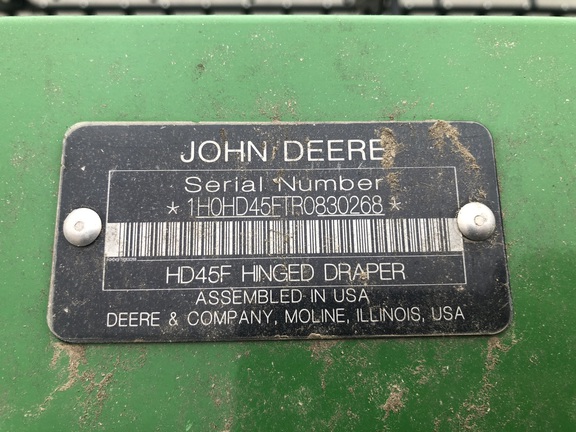 JOHN DEERE
Serial Number
*1H0HD45FTR0830268*
HD45F HINGED DRAPER
ASSEMBLED IN USA
DEERE & COMPANY, MOLINE, ILLINOIS, USA